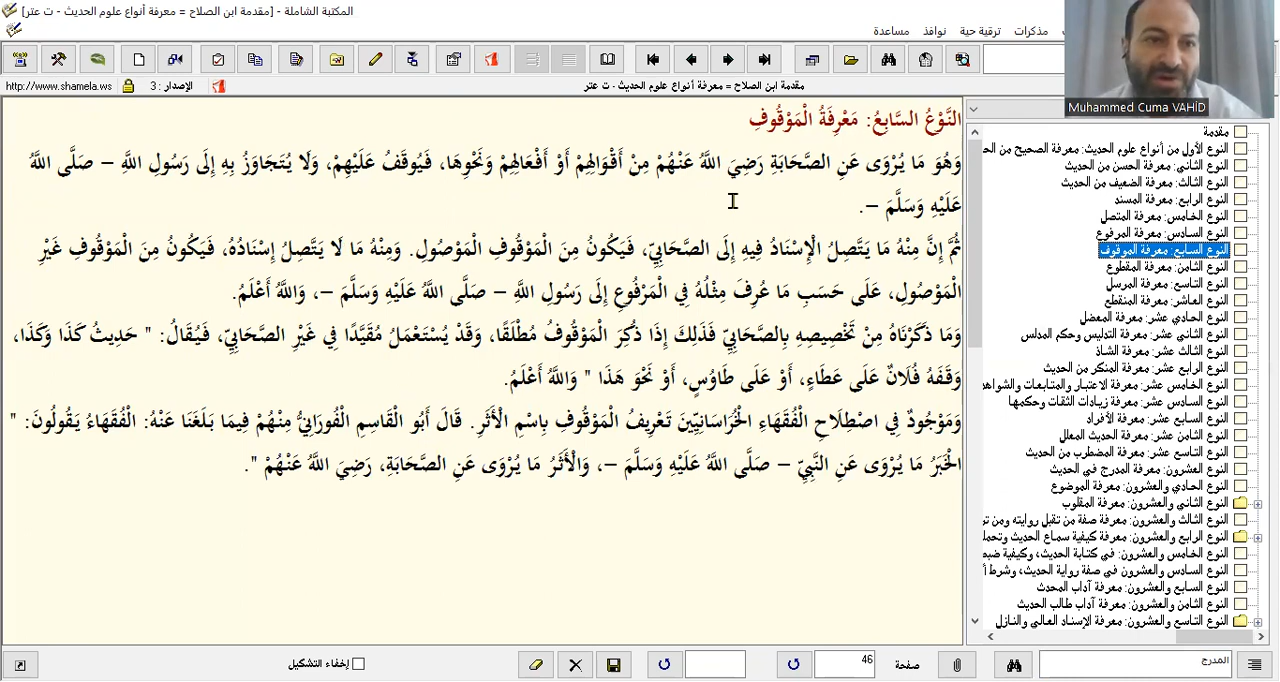 المكتبة الشاملة - [مقدمة ابن الصلاح = معرفة أنواع علوم الحديث - ت عتر]
مذكرات ترقية حية نوافذ مساعدة
http://www.shamela.ws الإصدار: 3 مقدمة ابن الصلاح = معرفة أنواع علوم الحديث - ت عتر
Muhammed Cuma VAHİD
النَّوْعُ السَّابِعُ: مَعْرِفَةُ الْمَوْقُوفِ
وَهُوَ مَا يُرْوَى عَنِ الصَّحَابَةِ رَضِيَ اللَّهُ عَنْهُمْ مِنْ أَقْوَالِهِمْ أَوْ أَفْعَالِهِمْ وَنَحْوِهَا، فَيُوقَفُ عَلَيْهِمْ، وَلَا يُتَجَاوَزُ بِهِ إِلَى رَسُولِ اللَّهِ – صَلَّى اللَّهُ
عَلَيْهِ وَسَلَّمَ –.
ثُمَّ إِنَّ مِنْهُ مَا يَتَّصِلُ الْإِسْنَادُ فِيهِ إِلَى الصَّحَابِيِّ، فَيَكُونُ مِنَ الْمَوْقُوفِ الْمَوْصُولِ. وَمِنْهُ مَا لَا يَتَّصِلُ إِسْنَادُهُ، فَيَكُونُ مِنَ الْمَوْقُوفِ غَيْرِ
الْمَوْصُولِ، عَلَى حَسَبِ مَا عُرِفَ مِثْلُهُ فِي الْمَرْفُوعِ إِلَى رَسُولِ اللَّهِ – صَلَّى اللَّهُ عَلَيْهِ وَسَلَّمَ –، وَاللَّهُ أَعْلَمُ.
وَمَا ذَكَرْنَاهُ مِنْ تَخْصِيصِهِ بِالصَّحَابِيِّ فَذَلِكَ إِذَا ذُكِرَ الْمَوْقُوفُ مُطْلَقًا، وَقَدْ يُسْتَعْمَلُ مُقَيَّدًا فِي غَيْرِ الصَّحَابِيِّ، فَيُقَالُ: " حَدِيثُ كَذَا وَكَذَا،
وَقَفَهُ فُلَانٌ عَلَى عَطَاءٍ، أَوْ عَلَى طَاوُسٍ، أَوْ نَحْوَ هَذَا " وَاللَّهُ أَعْلَمُ.
وَمَوْجُودٌ فِي اصْطِلَاحِ الْفُقَهَاءِ الْخُرَاسَانِيِّينَ تَعْرِيفُ الْمَوْقُوفِ بِاسْمِ الْأَثَرِ. قَالَ أَبُو الْقَاسِمِ الْفُورَانِيُّ مِنْهُمْ فِيمَا بَلَغَنَا عَنْهُ: الْفُقَهَاءُ يَقُولُونَ: "
الْخَبَرُ مَا يُرْوَى عَنِ النَّبِيِّ – صَلَّى اللَّهُ عَلَيْهِ وَسَلَّمَ –، وَالْأَثَرُ مَا يُرْوَى عَنِ الصَّحَابَةِ، رَضِيَ اللَّهُ عَنْهُمْ ".
مقدمة
النوع الأول من أنواع علوم الحديث: معرفة الصحيح من الحد
النوع الثاني: معرفة الحسن من الحديث
النوع الثالث: معرفة الضعيف من الحديث
النوع الرابع: معرفة المسند
النوع الخامس: معرفة المتصل
النوع السادس: معرفة المرفوع
النوع السابع: معرفة الموقوف
النوع الثامن: معرفة المقطوع
النوع التاسع: معرفة المرسل
النوع العاشر: معرفة المنقطع
النوع الحادي عشر: معرفة المعضل
النوع الثاني عشر: معرفة التدليس وحكم المدلس
النوع الثالث عشر: معرفة الشاذ
النوع الرابع عشر: معرفة المنكر من الحديث
النوع الخامس عشر: معرفة الاعتبار والمتابعات والشواهد
النوع السادس عشر: معرفة زيادات الثقات وحكمها
النوع السابع عشر: معرفة الأفراد
النوع الثامن عشر: معرفة الحديث المعلل
النوع التاسع عشر: معرفة المضطرب من الحديث
النوع العشرون: معرفة المدرج في الحديث
النوع الحادي والعشرون: معرفة الموضوع
النوع الثاني والعشرون: معرفة المقلوب
النوع الثالث والعشرون: معرفة صفة من تقبل روايته ومن تر
النوع الرابع والعشرون: معرفة كيفية سماع الحديث وتحمل
النوع الخامس والعشرون: في كتابة الحديث، وكيفية ضبط
النوع السادس والعشرون: في صفة رواية الحديث، وشرط أ
النوع السابع والعشرون: معرفة آداب المحدث
النوع الثامن والعشرون: معرفة آداب طالب الحديث
النوع التاسع والعشرون: معرفة الإسناد العالي والنازل
المدرج صفحة 46 إخفاء التشكيل